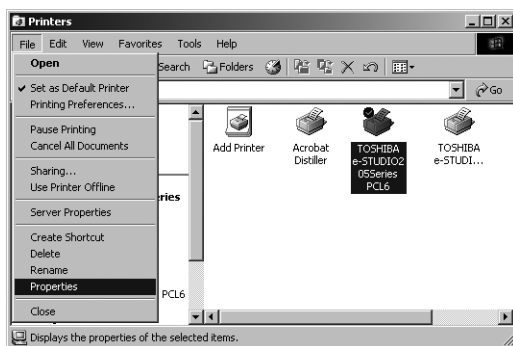 Printers
File Edit View Favorites Tools Help
Open
Set as Default Printer
Printing Preferences...
Pause Printing
Cancel All Documents
Sharing...
Use Printer Offline
Server Properties
Create Shortcut
Delete
Rename
Properties
Close
Search Folders
Go
eries
PCL6
Add Printer
Acrobat
Distiller
TOSHIBA
e-STUDIO2
05Series
PCL6
TOSHIBA
e-STUDI...
Displays the properties of the selected items.